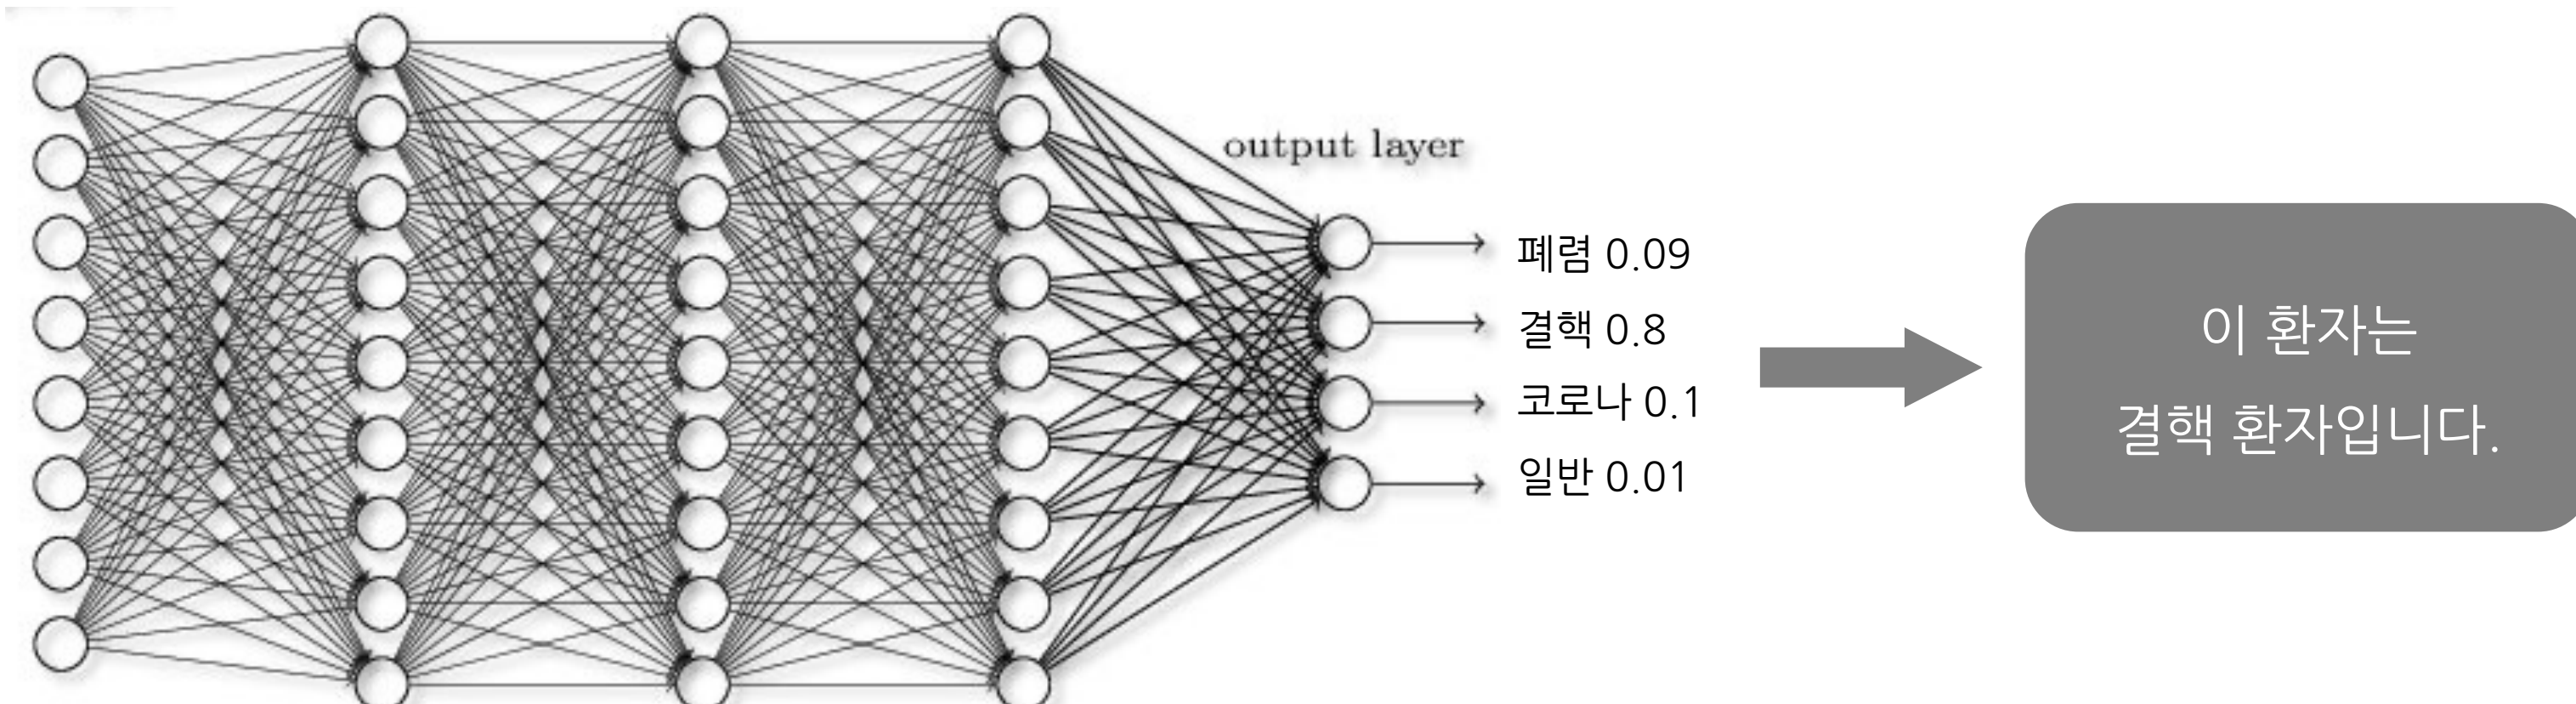 output layer
폐렴 0.09
결핵 0.8
코로나 0.1
일반 0.01
이 환자는
결핵 환자입니다.